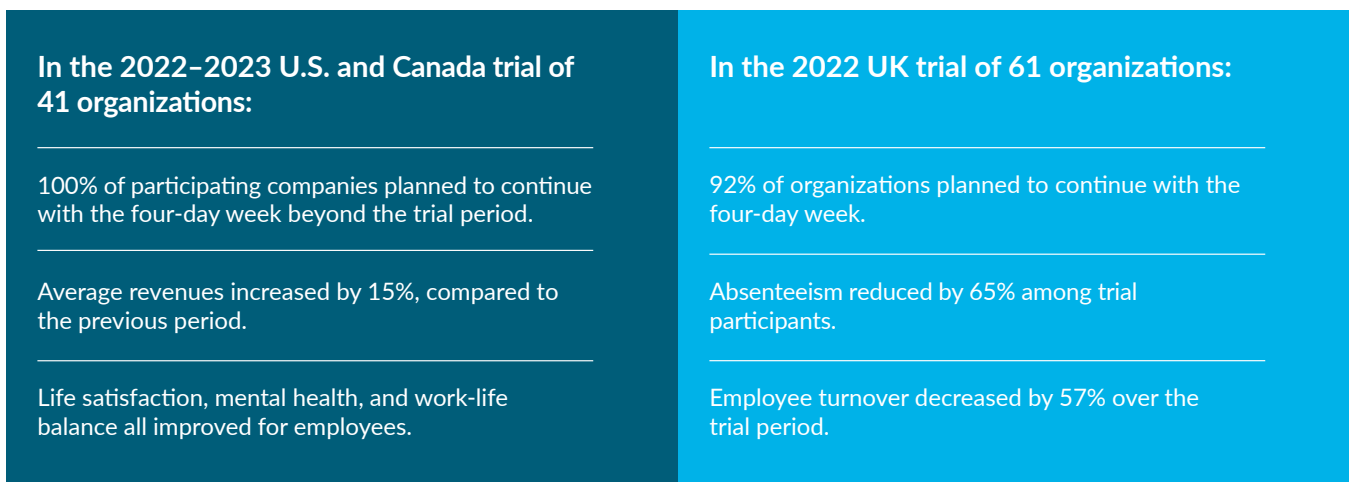 In the 2022–2023 U.S. and Canada trial of
41 organizations:
100% of participating companies planned to continue
with the four-day week beyond the trial period.
Average revenues increased by 15%, compared to
the previous period.
Life satisfaction, mental health, and work-life
balance all improved for employees.
In the 2022 UK trial of 61 organizations:
92% of organizations planned to continue with the
four-day week.
Absenteeism reduced by 65% among trial
participants.
Employee turnover decreased by 57% over the
trial period.